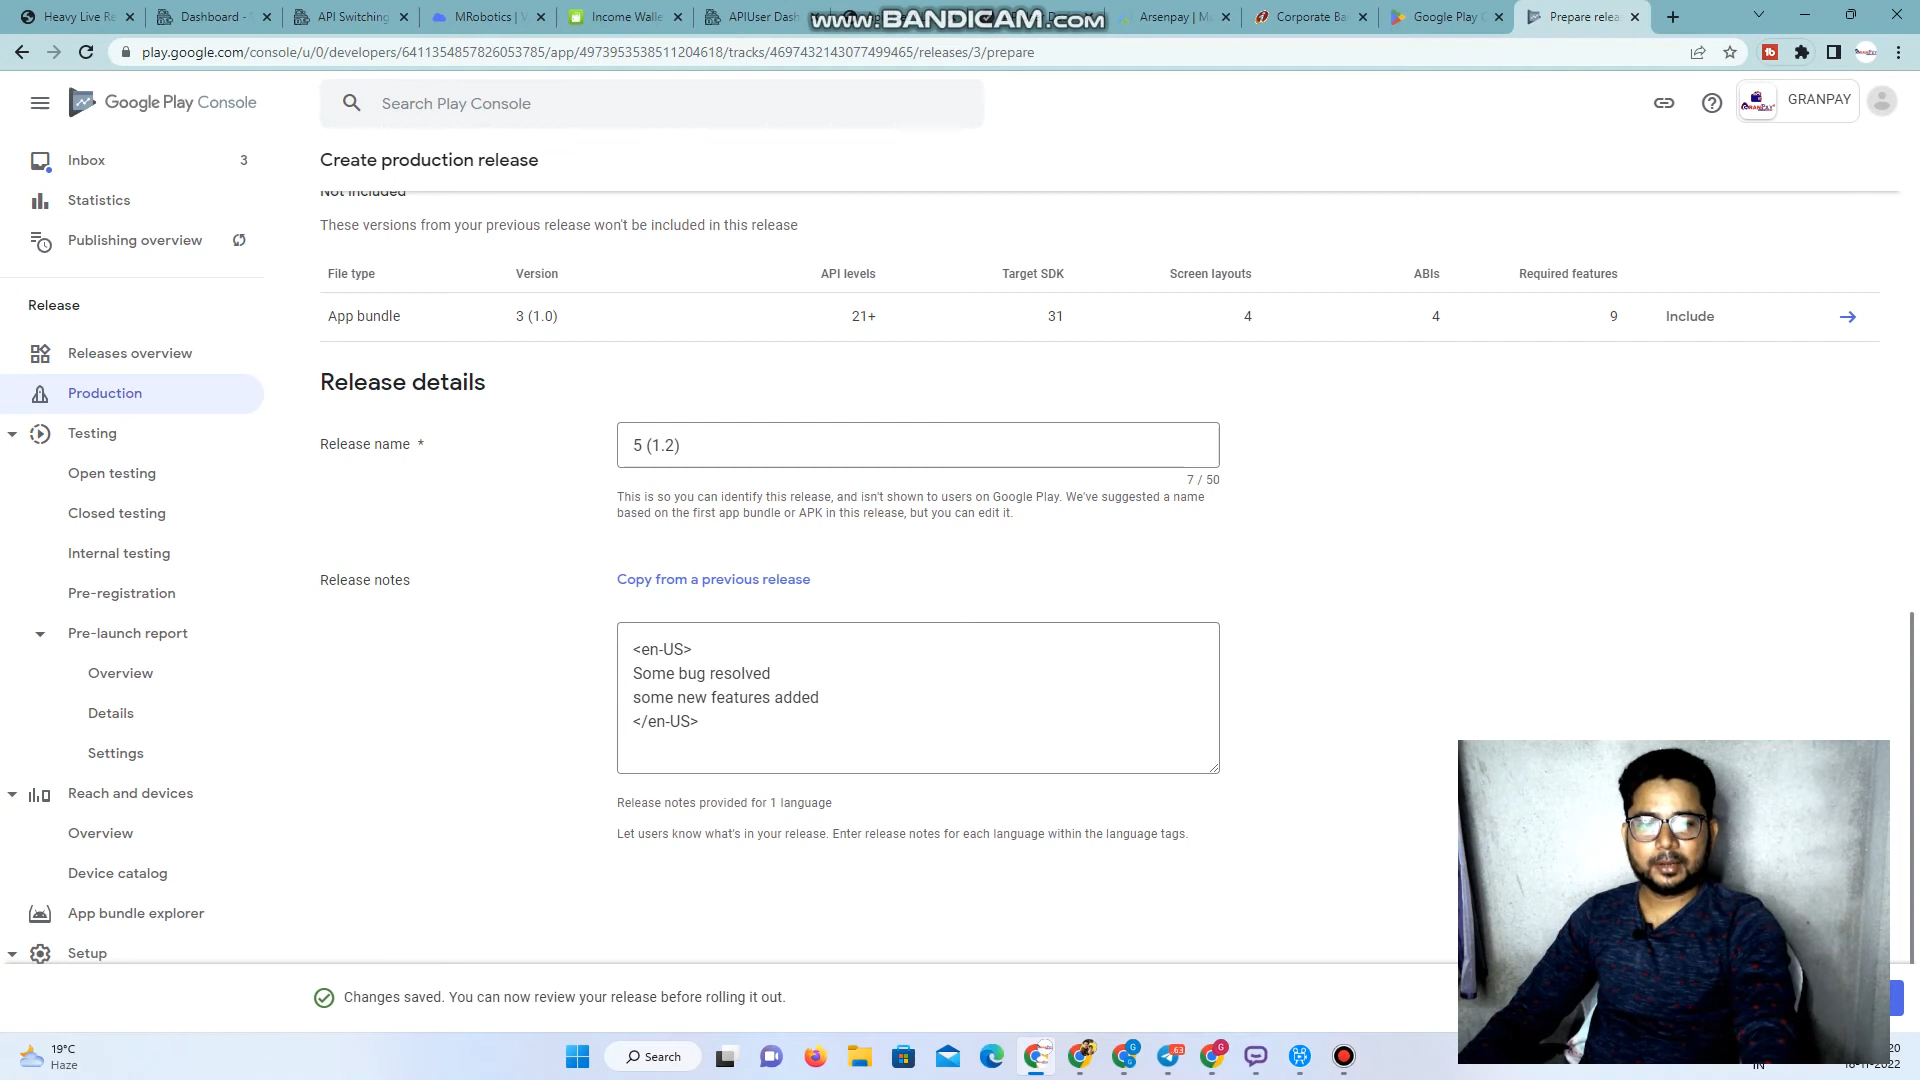 Heavy Live Re
Dashboard -
API Switching
MRobotics | V
Income Walle
APIUser Dash
www.BANDICAM.com
Arsenpay | M
Corporate Ba
Google Play C
Prepare relea
play.google.com/console/u/0/developers/6411354857826053785/app/4973953538511204618/tracks/4697432143077499465/releases/3/prepare
Google Play Console
Search Play Console
GRANPAY
Inbox 3
Statistics
Publishing overview
Release
Releases overview
Production
Testing
Open testing
Closed testing
Internal testing
Pre-registration
Pre-launch report
Overview
Details
Settings
Reach and devices
Overview
Device catalog
App bundle explorer
Setup
Create production release
Not included
These versions from your previous release won't be included in this release
File type Version API levels Target SDK Screen layouts ABIs Required features
App bundle 3 (1.0) 21+ 31 4 4 9 Include
Release details
Release name *
5 (1.2)
7 / 50
This is so you can identify this release, and isn't shown to users on Google Play. We've suggested a name
based on the first app bundle or APK in this release, but you can edit it.
Release notes
Copy from a previous release
<en-US>
Some bug resolved
some new features added
</en-US>
Release notes provided for 1 language
Let users know what's in your release. Enter release notes for each language within the language tags.
Changes saved. You can now review your release before rolling it out.
19°C
Haze
Search
63
G
G
IN
20